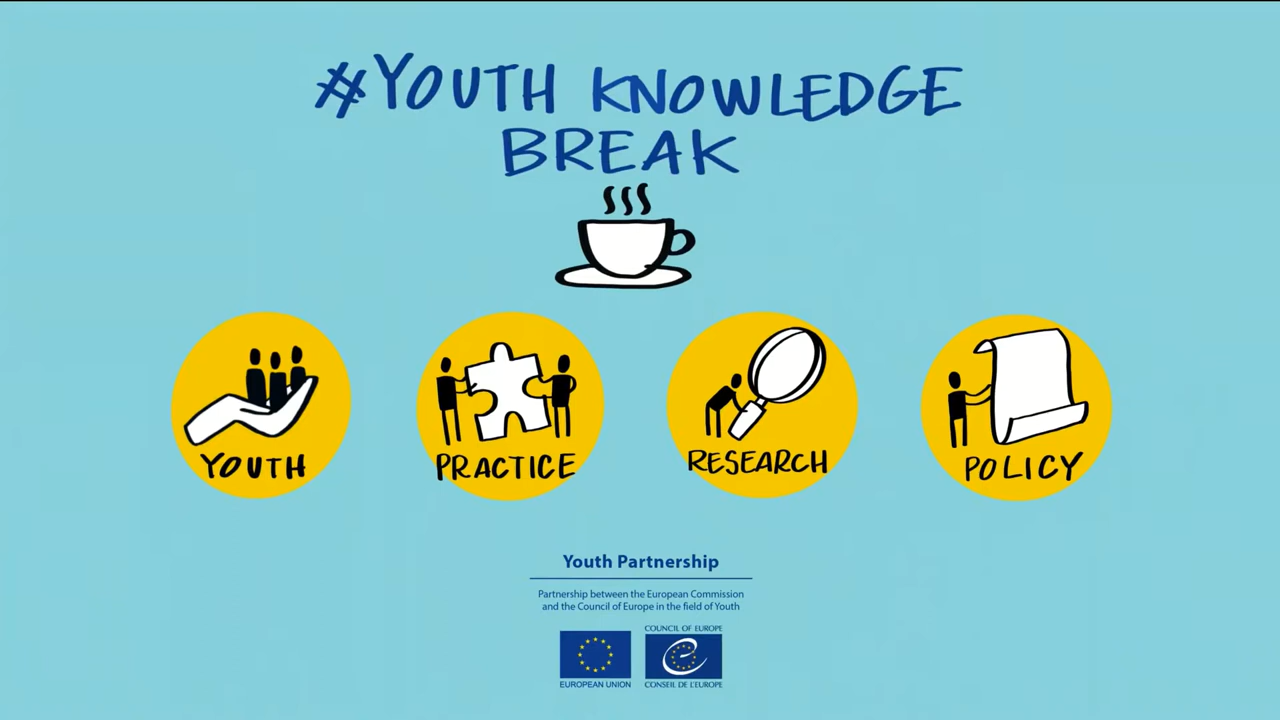 #YOUTH KNOWLEDGE
BREAK
YOUTH
PRACTICE
RESEARCH
POLICY
Youth Partnership
Partnership between the European Commission
and the Council of Europe in the field of Youth
COUNCIL OF EUROPE
EUROPEAN UNION
CONSEIL DE L'EUROPE